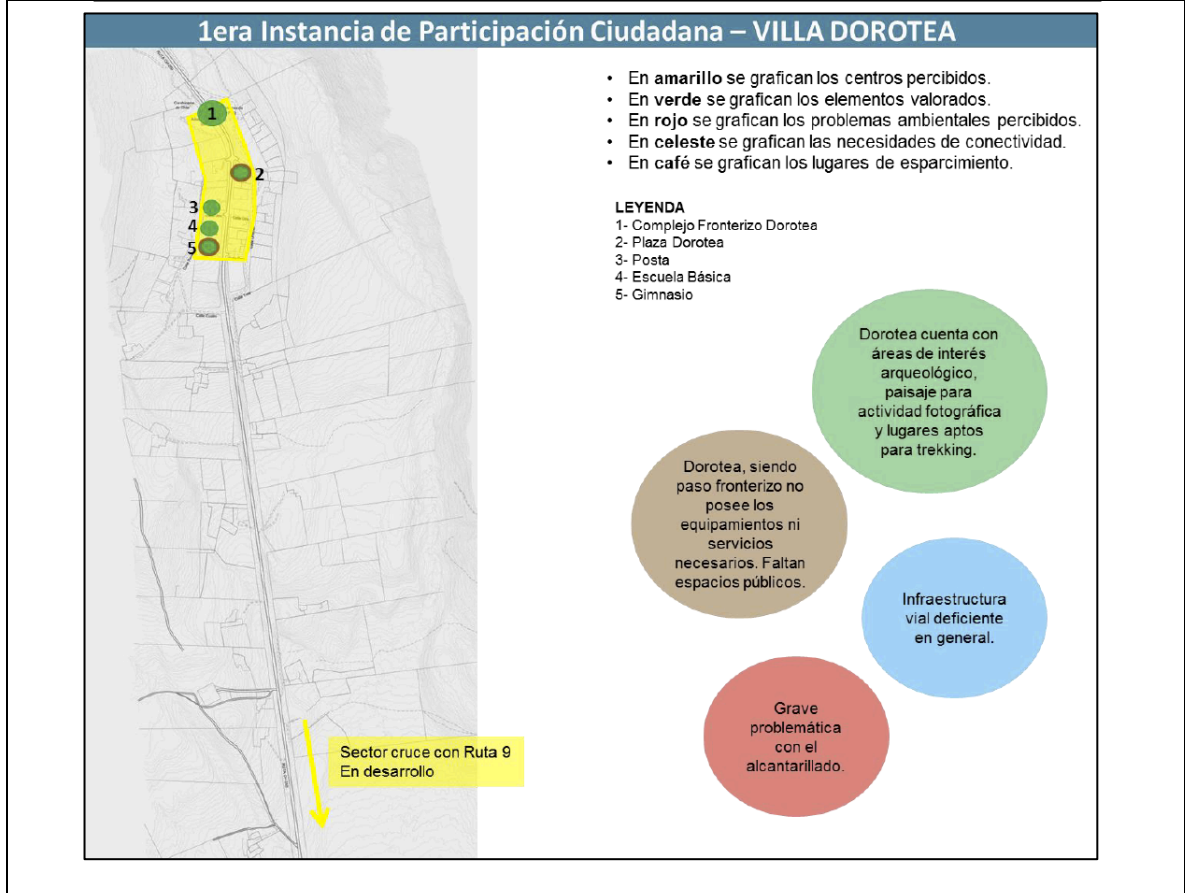 1era Instancia de Participación Ciudadana – VILLA DOROTEA
• En amarillo se grafican los centros percibidos.
• En verde se grafican los elementos valorados.
• En rojo se grafican los problemas ambientales percibidos.
• En celeste se grafican las necesidades de conectividad.
• En café se grafican los lugares de esparcimiento.
LEYENDA
1- Complejo Fronterizo Dorotea
2- Plaza Dorotea
3- Posta
4- Escuela Básica
5- Gimnasio
1
2
3
4
5
Dorotea cuenta con
áreas de interés
arqueológico,
paisaje para
actividad fotográfica
y lugares aptos
para trekking.
Dorotea, siendo
paso fronterizo no
posee los
equipamientos ni
servicios
necesarios. Faltan
espacios públicos.
Infraestructura
vial deficiente
en general.
Grave
problemática
con el
alcantarillado.
Sector cruce con Ruta 9
En desarrollo